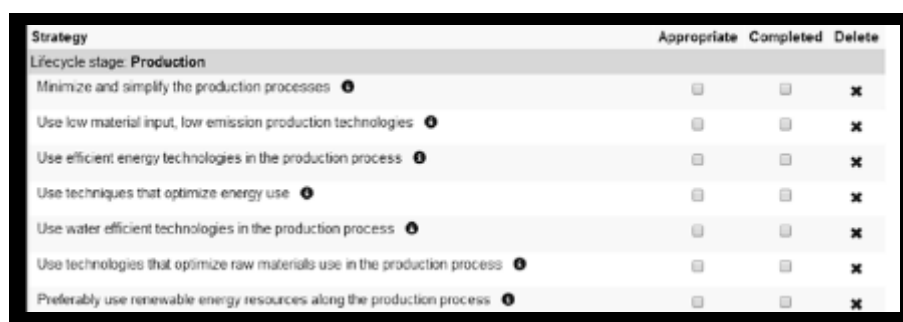 Strategy Appropriate Completed Delete
Lifecycle stage: Production
Minimize and simplify the production processes
Use low material input, low emission production technologies
Use efficient energy technologies in the production process
Use techniques that optimize energy use
Use water efficient technologies in the production process
Use technologies that optimize raw materials use in the production process
Preferably use renewable energy resources along the production process